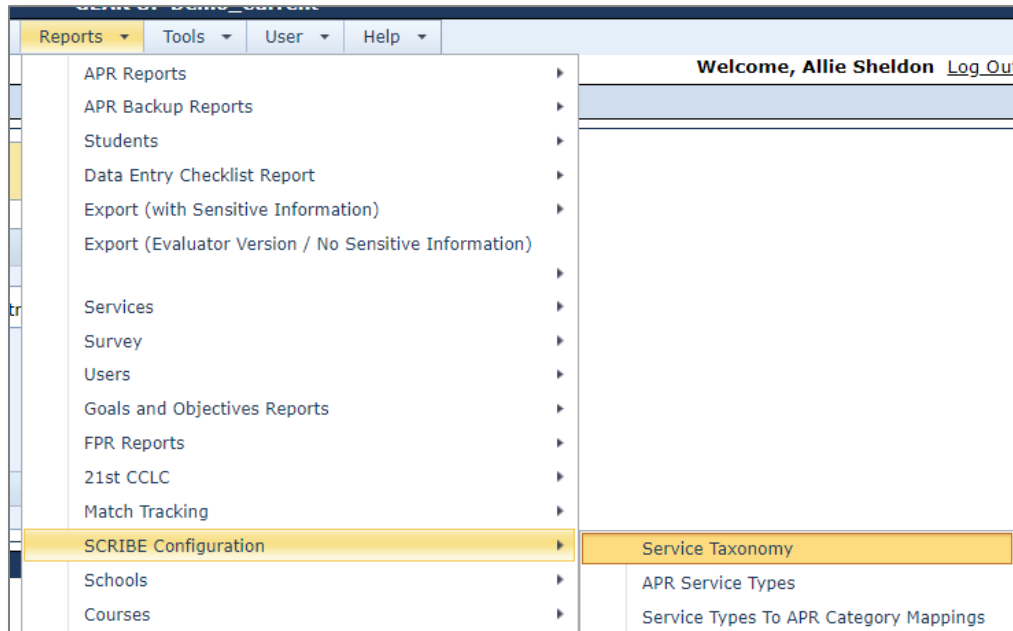 Reports Tools User Help
Welcome, Allie Sheldon Log Ou
APR Reports
APR Backup Reports
Students
Data Entry Checklist Report
Export (with Sensitive Information)
Export (Evaluator Version / No Sensitive Information)
Services
Survey
Users
Goals and Objectives Reports
FPR Reports
21st CCLC
Match Tracking
SCRIBE Configuration
Service Taxonomy
Schools
APR Service Types
Courses
Service Types To APR Category Mappings